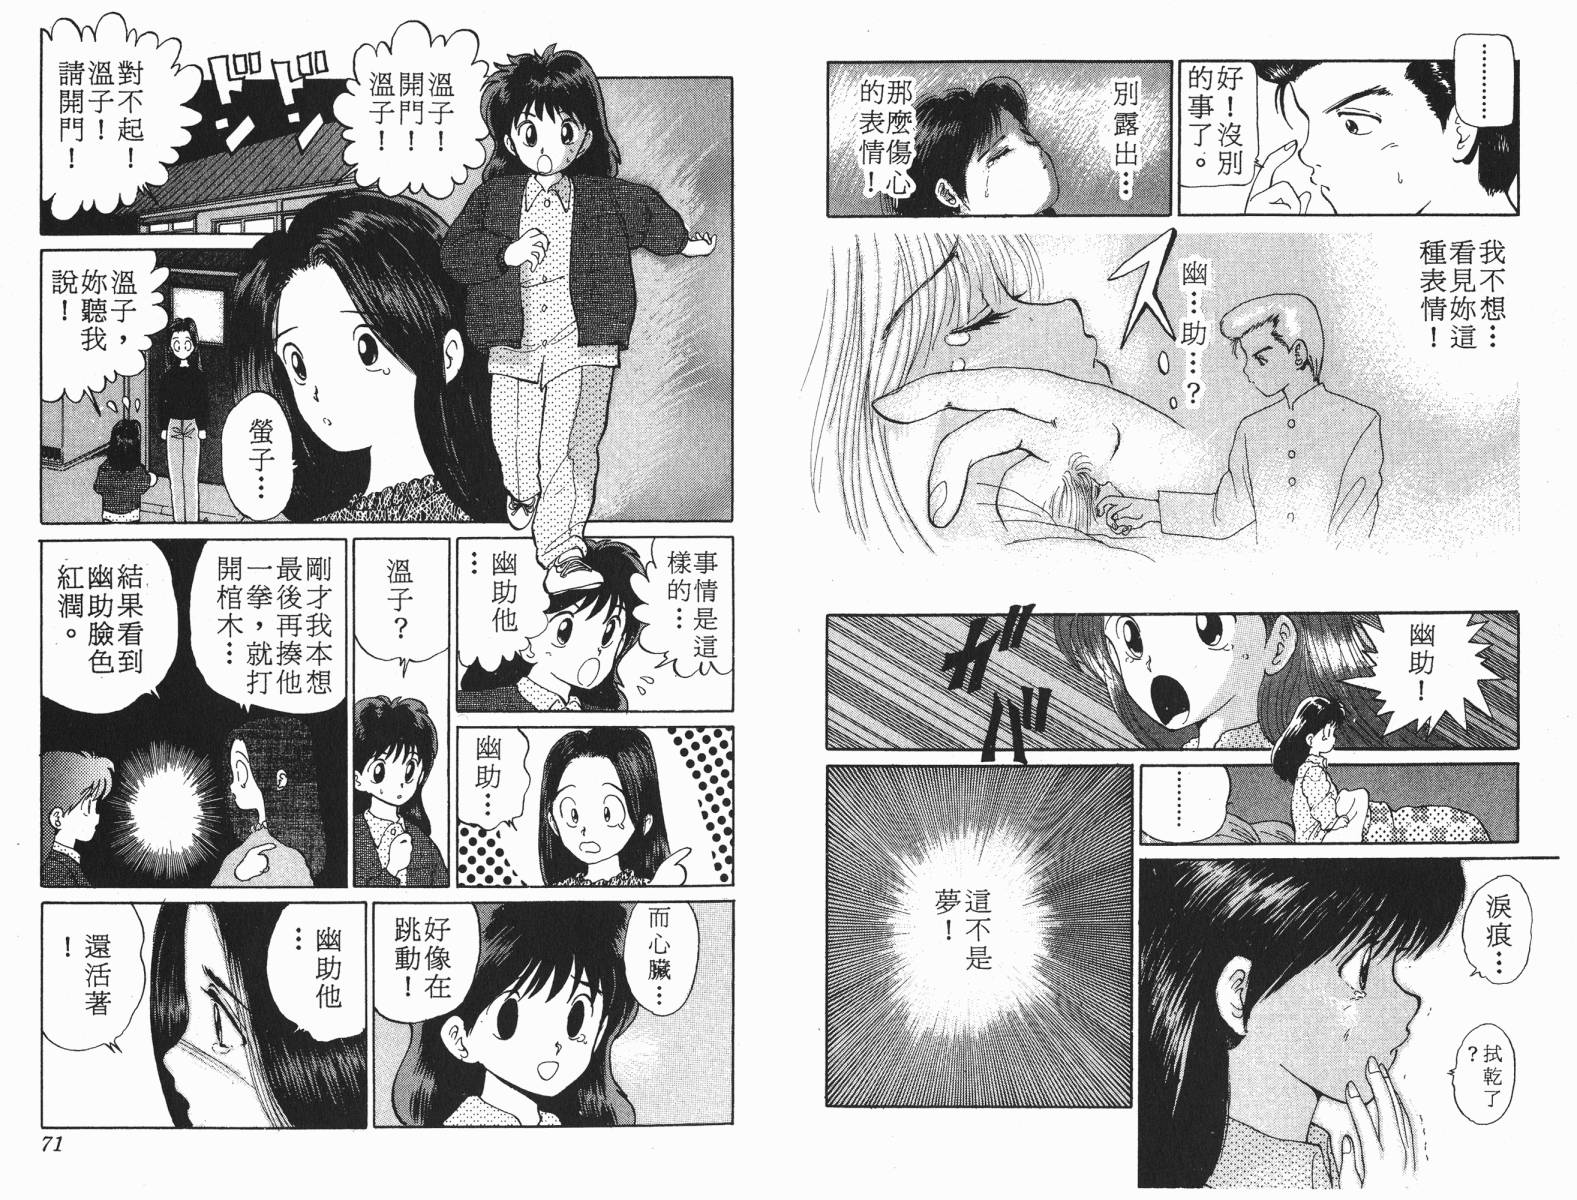 ………
好！沒別
的事了。
別露出…
那麼傷心
的表情！
我不想…
看見妳這
種表情！
幽…助…？
幽助！
ガバ
………
淚痕…
拭乾了
？
這不是
夢！
溫子！
開門！
溫子！
ドンドン
對不起！
溫子！
請開門！
溫子，
妳聽我
說！
螢子…
事情是這
樣的…
幽助他
…
溫子？
剛才我本想
最後再揍他
一拳，就打
開棺木…
結果看到
幽助臉色
紅潤。
幽助…
而心臟…
好像在
跳動！
幽助他
…
還活著
！
71